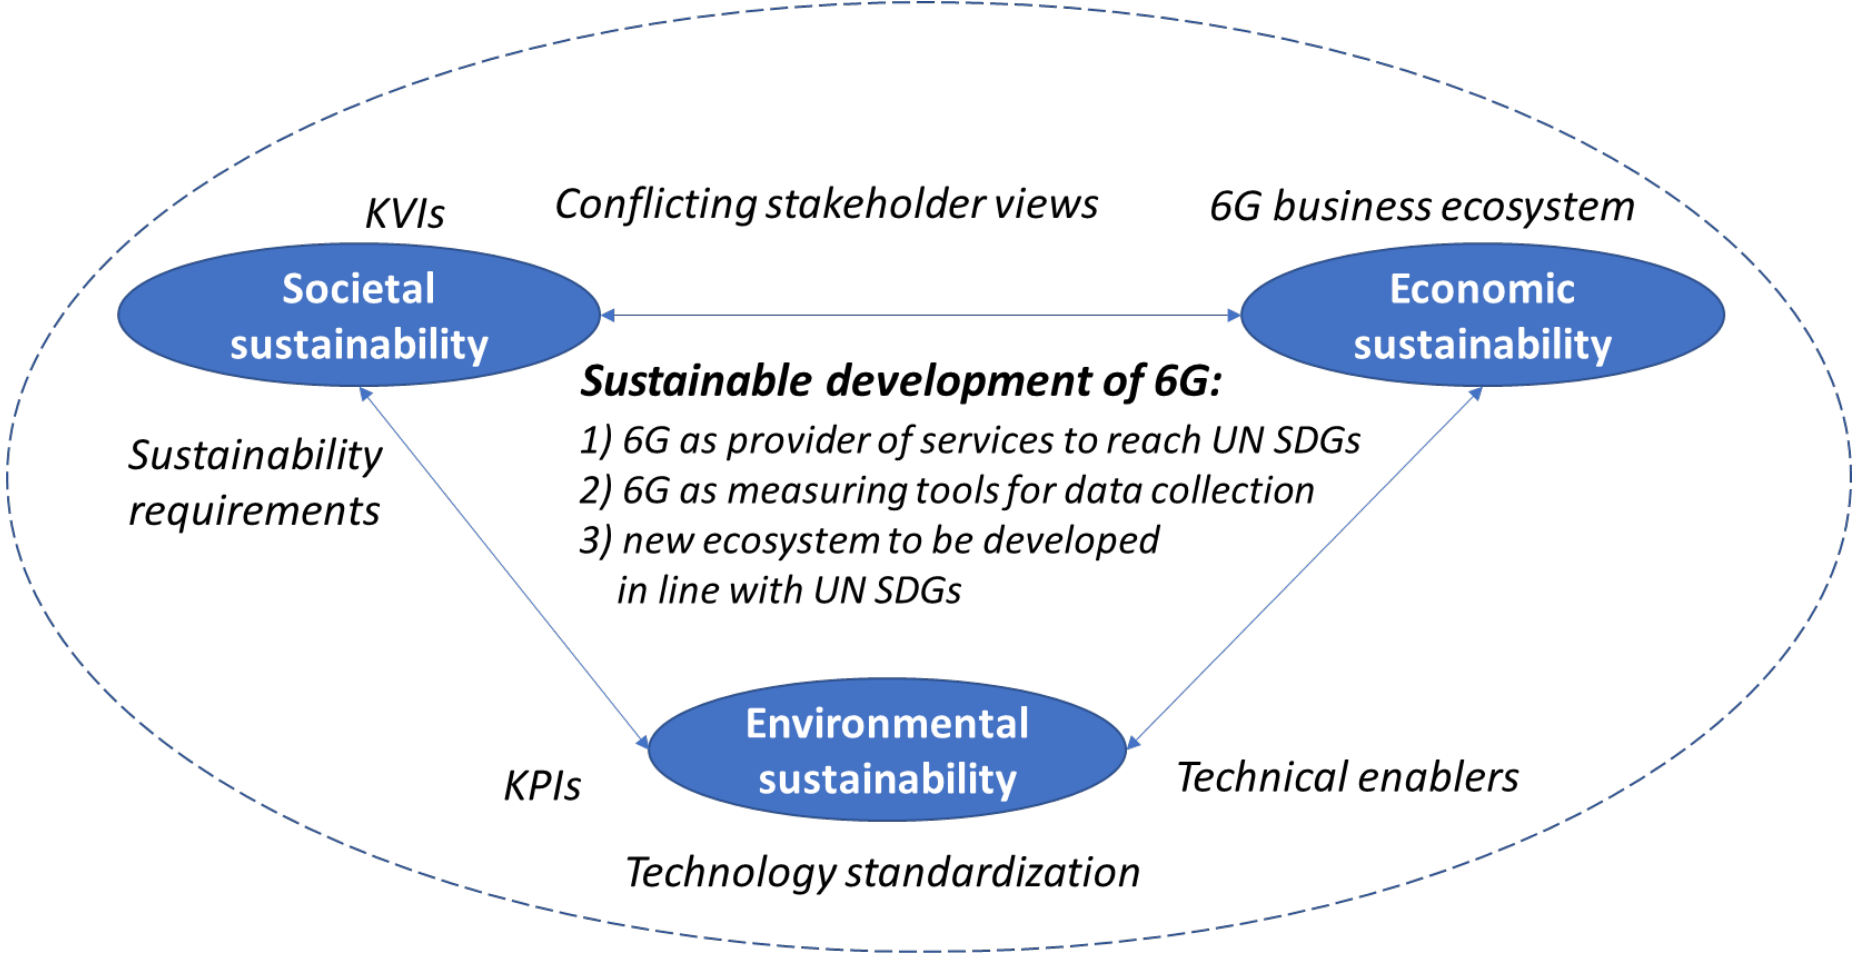 KVIs
Conflicting stakeholder views
6G business ecosystem
Societal
sustainability
Economic
sustainability
Sustainable development of 6G:
1) 6G as provider of services to reach UN SDGs
2) 6G as measuring tools for data collection
3) new ecosystem to be developed
in line with UN SDGs
Sustainability
requirements
Environmental
sustainability
KPIs
Technical enablers
Technology standardization